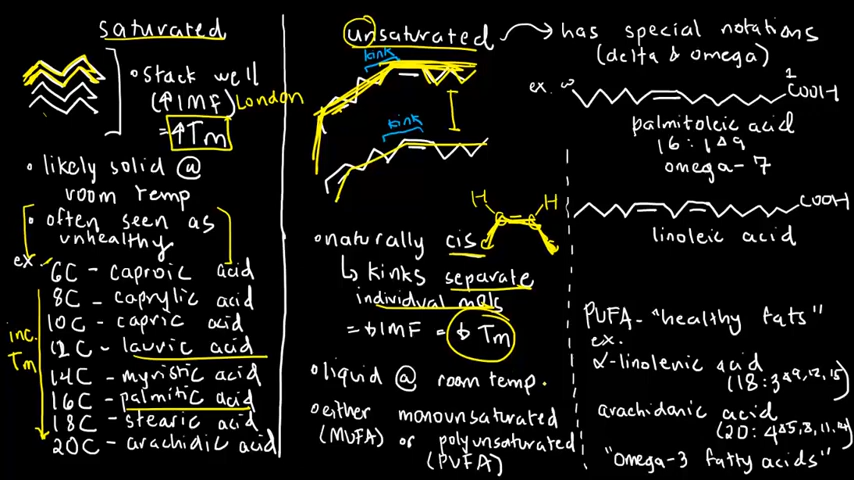 saturated
• stack well
(↑IMF) London
= ↑Tm
• likely solid @
room temp
• often seen as
unhealthy
ex.
6C - caproic acid
8C - caprylic acid
10C - capric acid
12C - lauric acid
14C - myristic acid
16C - palmitic acid
18C - stearic acid
20C - arachidic acid
inc.
Tm
unsaturated
kink
kink
H H
• naturally cis
↳ kinks separate
individual mols
= ↓IMF = ↓ Tm
• liquid @ room temp.
• either monounsaturated
(MUFA) or polyunsaturated
(PUFA)
has special notations
(delta & omega)
ex. ω 1 COOH
palmitoleic acid
16:1Δ9
omega-7
COOH
linoleic acid
PUFA - "healthy fats"
ex.
α-linolenic acid
(18:3Δ9,12,15)
arachidonic acid
(20:4Δ5,8,11,14)
"omega-3 fatty acids"